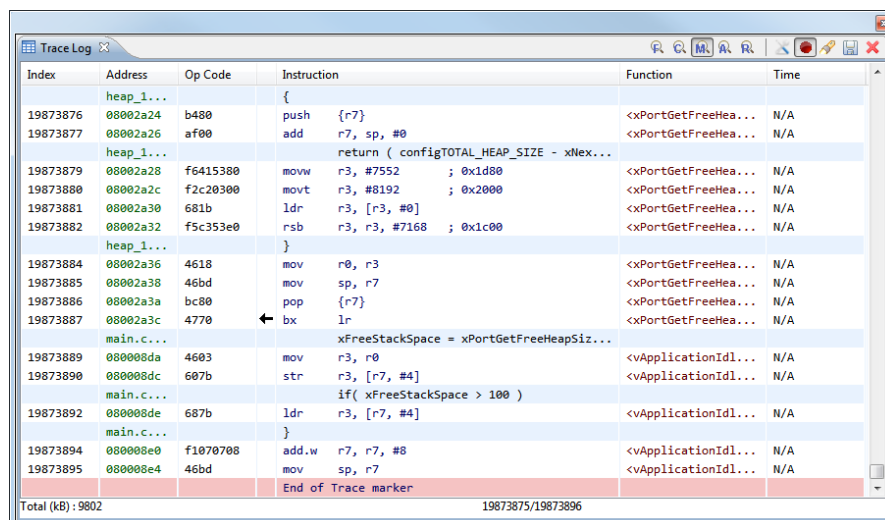 Trace Log
F. C. M. A. R.
Index Address Op Code Instruction Function Time
heap_1... {
19873876 08002a24 b480 push {r7} <xPortGetFreeHea... N/A
19873877 08002a26 af00 add r7, sp, #0 <xPortGetFreeHea... N/A
heap_1... return ( configTOTAL_HEAP_SIZE - xNex...
19873879 08002a28 f6415380 movw r3, #7552 ; 0x1d80 <xPortGetFreeHea... N/A
19873880 08002a2c f2c20300 movt r3, #8192 ; 0x2000 <xPortGetFreeHea... N/A
19873881 08002a30 681b ldr r3, [r3, #0] <xPortGetFreeHea... N/A
19873882 08002a32 f5c353e0 rsb r3, r3, #7168 ; 0x1c00 <xPortGetFreeHea... N/A
heap_1... }
19873884 08002a36 4618 mov r0, r3 <xPortGetFreeHea... N/A
19873885 08002a38 46bd mov sp, r7 <xPortGetFreeHea... N/A
19873886 08002a3a bc80 pop {r7} <xPortGetFreeHea... N/A
19873887 08002a3c 4770 bx lr <xPortGetFreeHea... N/A
main.c... xFreeStackSpace = xPortGetFreeHeapSiz...
19873889 080008da 4603 mov r3, r0 <vApplicationIdl... N/A
19873890 080008dc 607b str r3, [r7, #4] <vApplicationIdl... N/A
main.c... if( xFreeStackSpace > 100 )
19873892 080008de 687b ldr r3, [r7, #4] <vApplicationIdl... N/A
main.c... }
19873894 080008e0 f1070708 add.w r7, r7, #8 <vApplicationIdl... N/A
19873895 080008e4 46bd mov sp, r7 <vApplicationIdl... N/A
End of Trace marker
Total (kB) : 9802 19873875/19873896